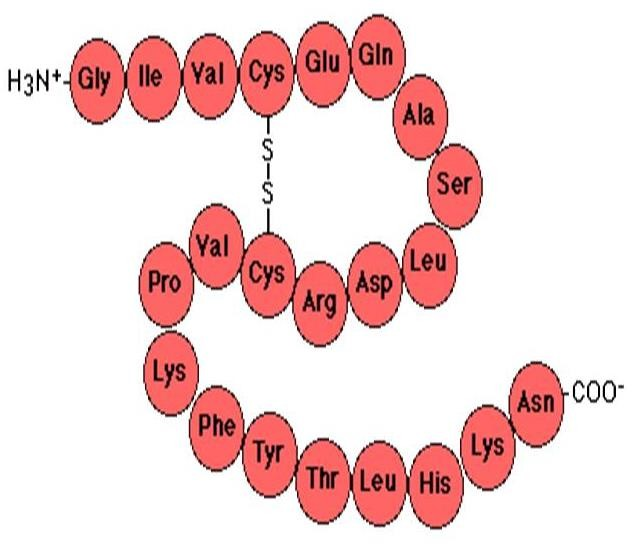 H3N+ Gly Ile Val Cys Glu Gln
Ala
Ser
Leu
Asp
Arg
Cys
Val
Pro
Lys
Phe
Tyr
Thr
Leu
His
Lys
Asn COO-
S
S